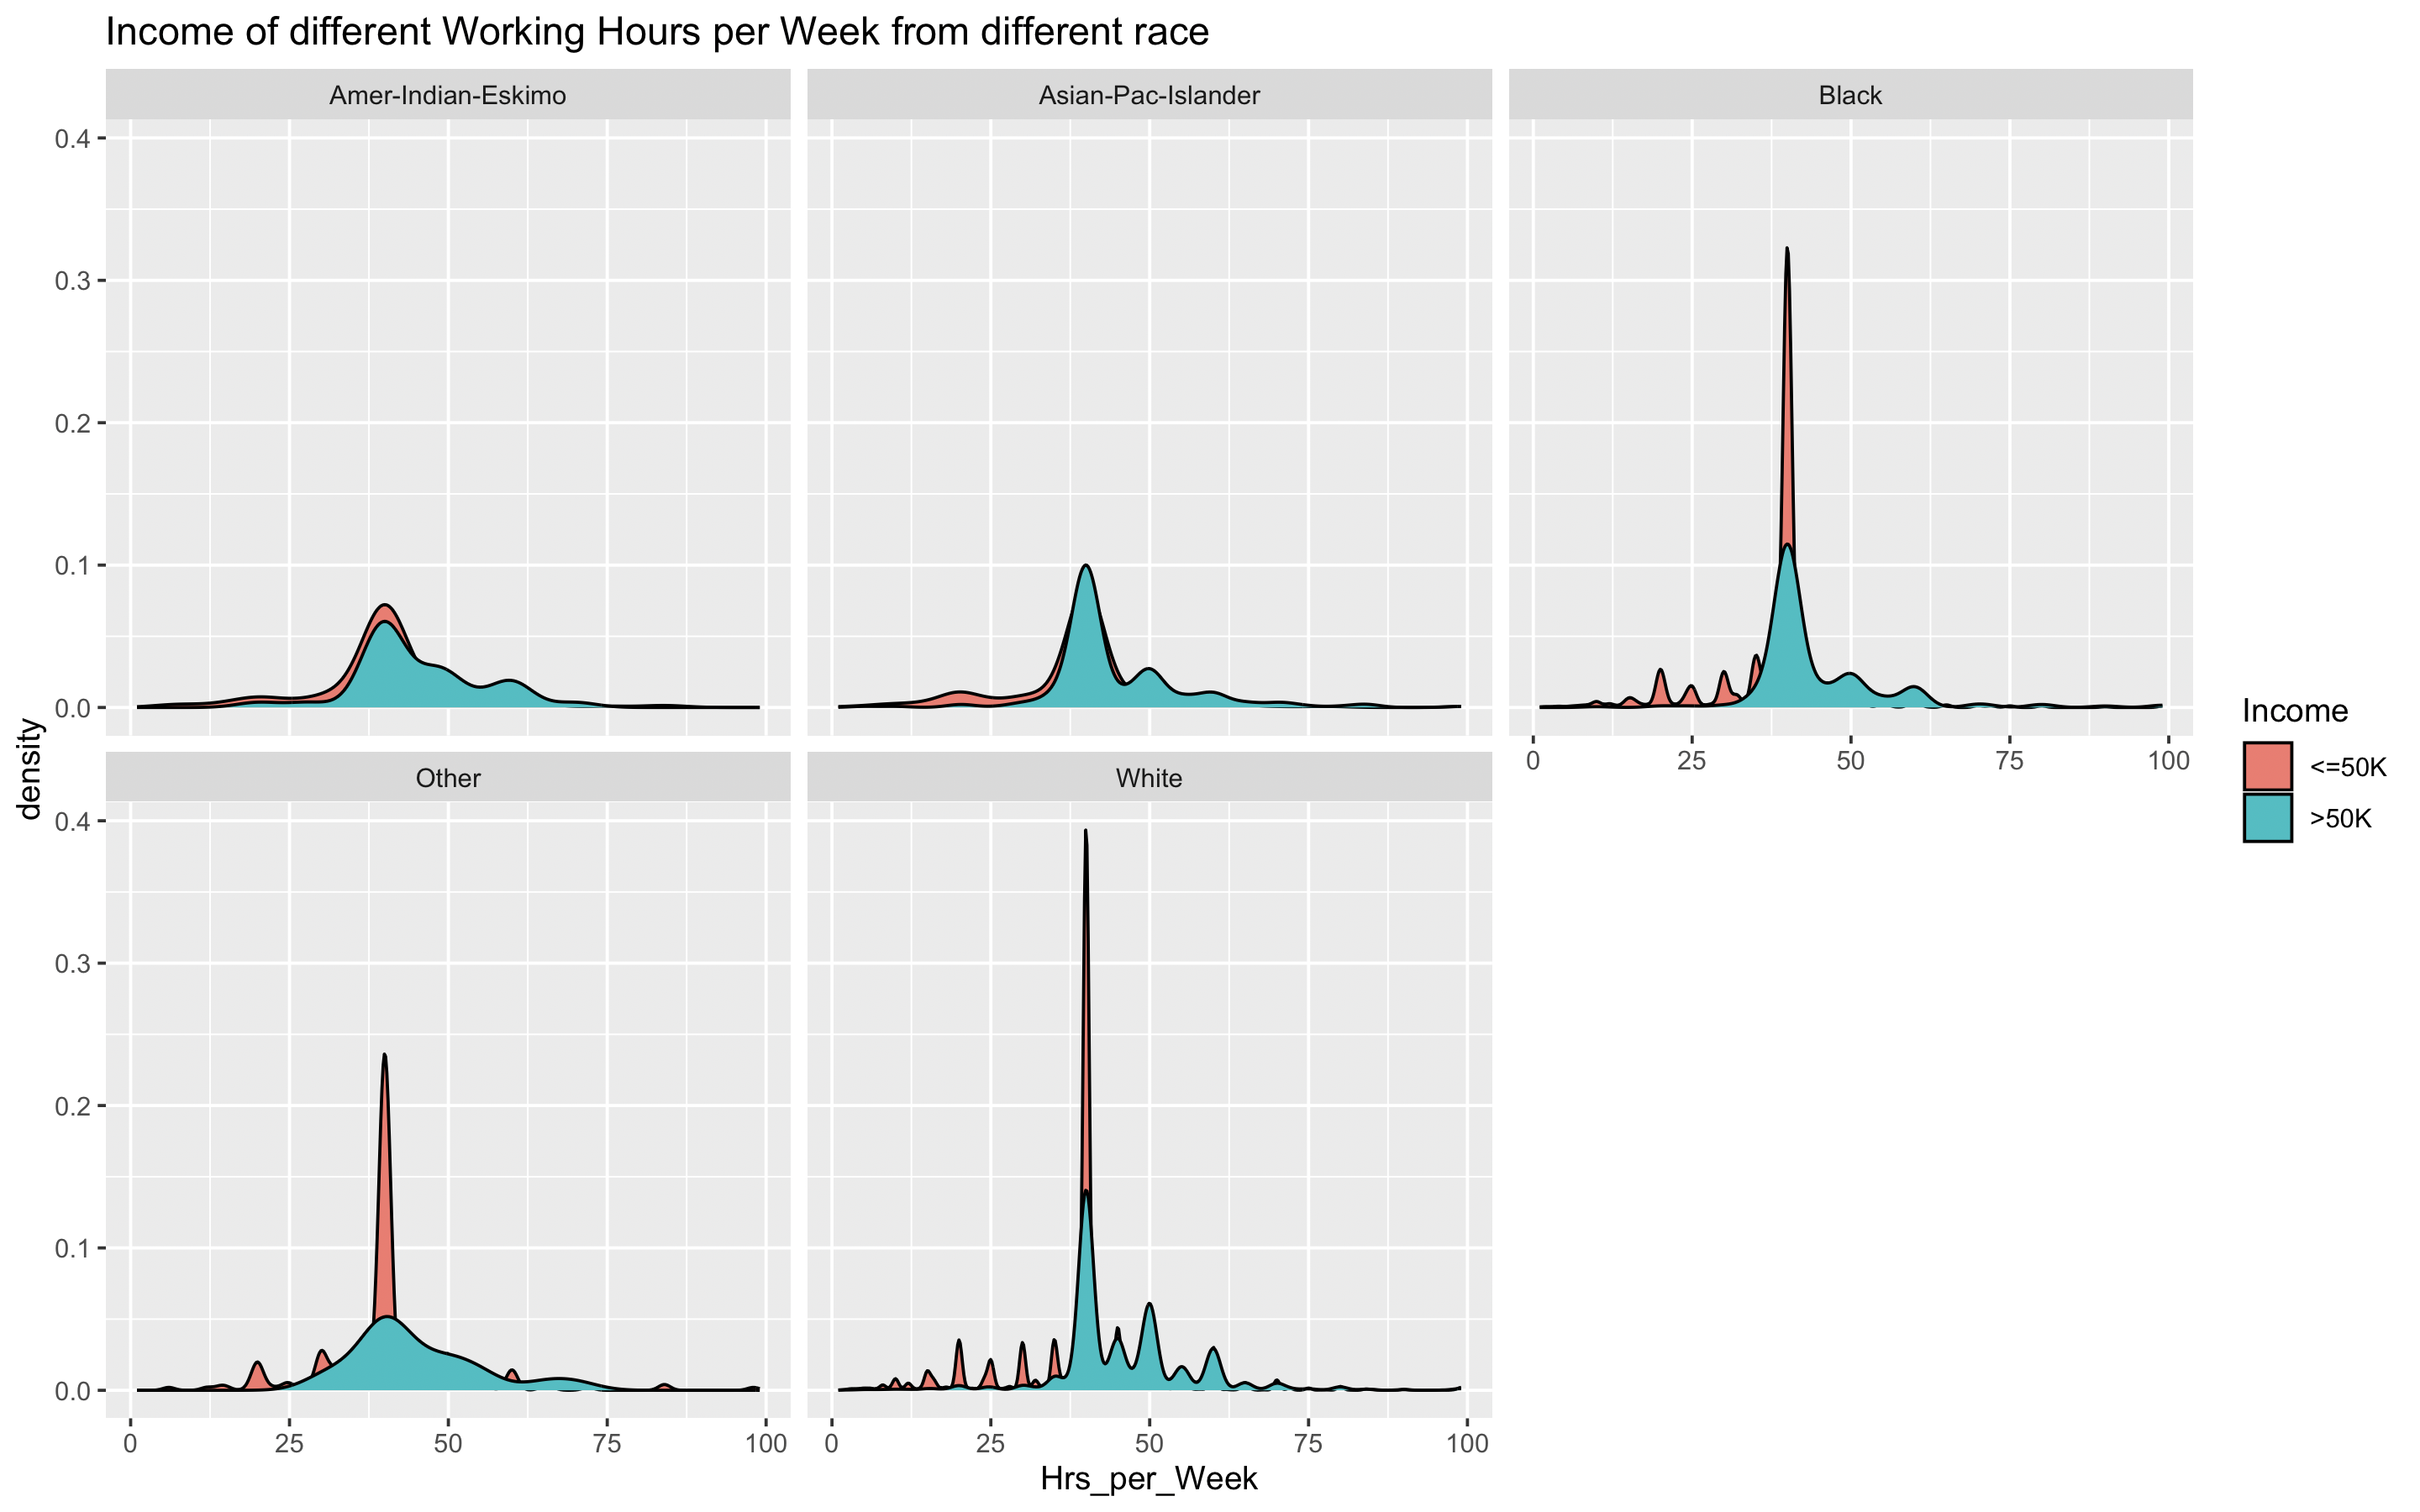 Income of different Working Hours per Week from different race
Amer-Indian-Eskimo
Asian-Pac-Islander
Black
0.4
0.3
0.2
0.1
0.0
0 25 50 75 100
Other
White
0.4
0.3
0.2
0.1
0.0
0 25 50 75 100
0 25 50 75 100
Hrs_per_Week
density
Income
<=50K
>50K